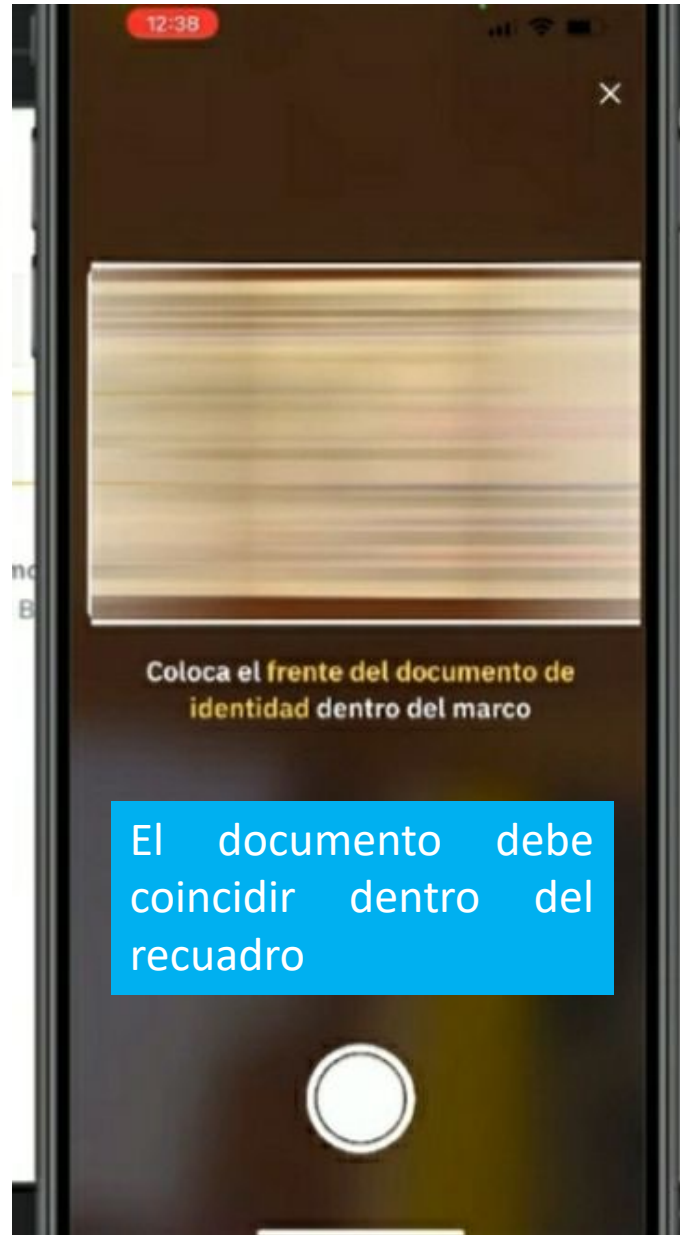 12:38
Coloca el frente del documento de
identidad dentro del marco
El documento debe
coincidir dentro del
recuadro